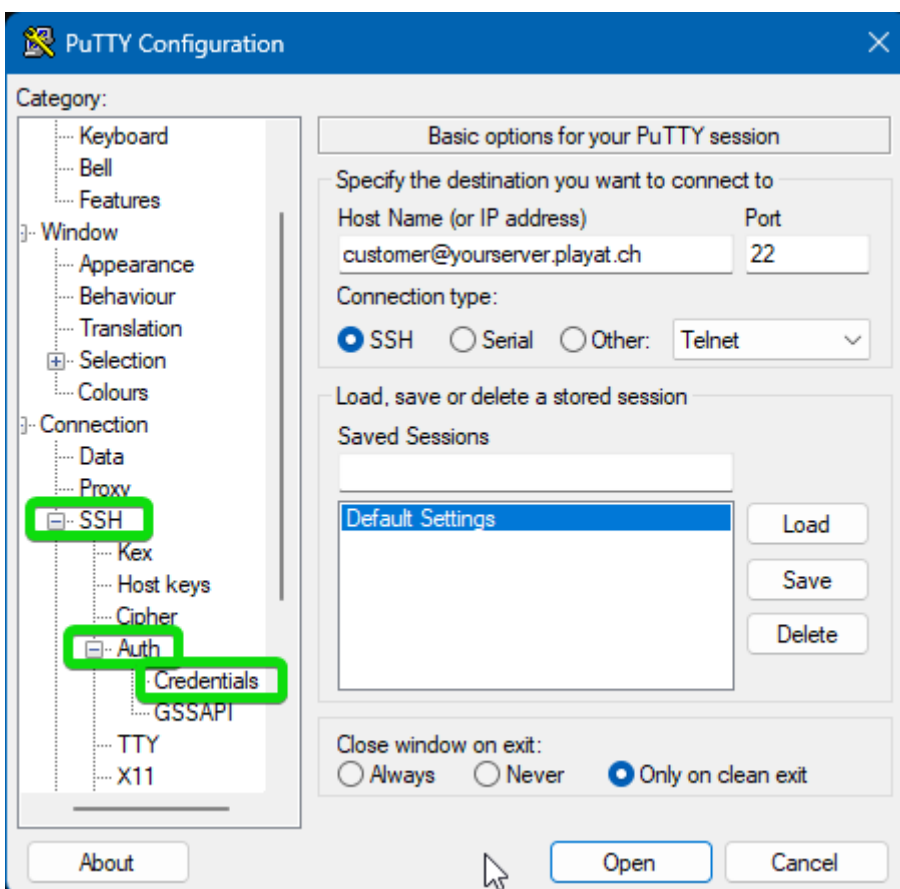 PuTTY Configuration
Category:
Keyboard
Bell
Features
Window
Appearance
Behaviour
Translation
Selection
Colours
Connection
Data
Proxy
SSH
Kex
Host keys
Cipher
Auth
Credentials
GSSAPI
TTY
X11
Basic options for your PuTTY session
Specify the destination you want to connect to
Host Name (or IP address) Port
customer@yourserver.playat.ch 22
Connection type:
SSH Serial Other: Telnet
Load, save or delete a stored session
Saved Sessions
Default Settings
Load
Save
Delete
Close window on exit:
Always Never Only on clean exit
About Open Cancel